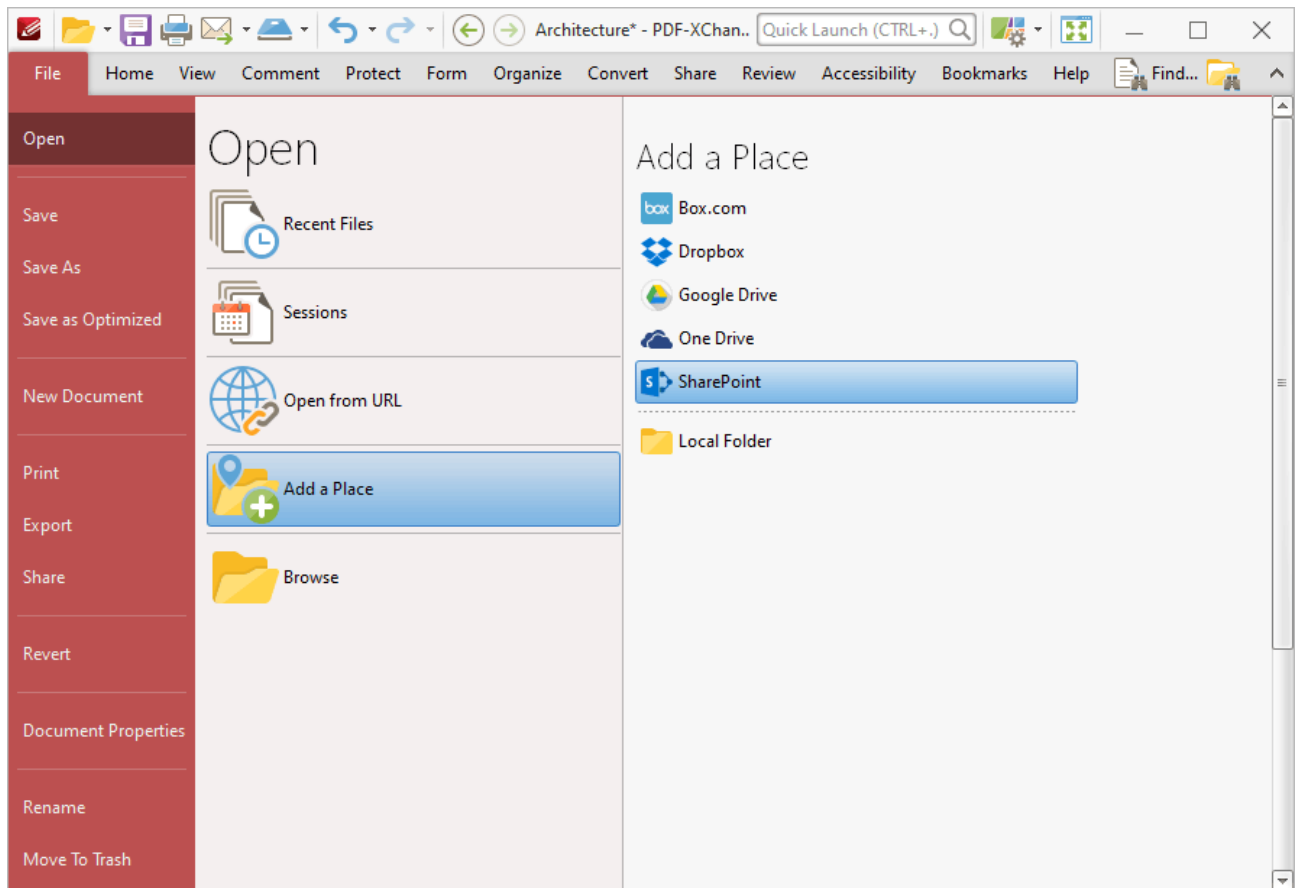 Architecture* - PDF-XChan..
Quick Launch (CTRL+.)
File Home View Comment Protect Form Organize Convert Share Review Accessibility Bookmarks Help Find...
Open
Save
Save As
Save as Optimized
New Document
Print
Export
Share
Revert
Document Properties
Rename
Move To Trash
Open
Recent Files
Sessions
Open from URL
Add a Place
Browse
Add a Place
box Box.com
Dropbox
Google Drive
One Drive
S SharePoint
Local Folder